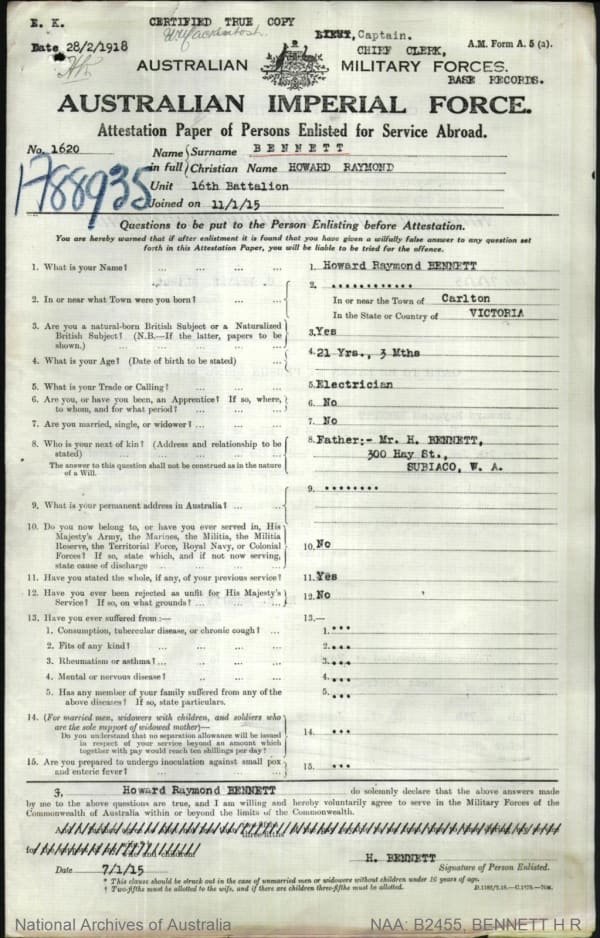 E. K. CERTIFIED TRUE COPY
LIEUT, Captain.
Date 28/2/1918 CHIEF CLERK, A.M. Form A. 5 (a).
AUSTRALIAN MILITARY FORCES.
BASE RECORDS.
AUSTRALIAN IMPERIAL FORCE.
Attestation Paper of Persons Enlisted for Service Abroad.
No. 1620 Name in full Surname BENNETT
Christian Name HOWARD RAYMOND
1788935
Unit 16th Battalion
Joined on 11/1/15
Questions to be put to the Person Enlisting before Attestation.
You are hereby warned that if after enlistment it is found that you have given a wilfully false answer to any question set
forth in this Attestation Paper, you will be liable to be tried for the offence.
1. What is your Name? ... ... ... ... 1. Howard Raymond BENNETT
2. In or near what Town were you born? ... ... 2. ............
In or near the Town of Carlton
In the State or Country of VICTORIA
3. Are you a natural-born British Subject or a Naturalized
British Subject? (N.B.—If the latter, papers to be
shown.) ... ... ... ... 3. Yes
4. What is your Age? (Date of birth to be stated) ... 4. 21 Yrs., 3 Mths
5. What is your Trade or Calling? ... ... ... 5. Electrician
6. Are you, or have you been, an Apprentice? If so, where,
to whom, and for what period? ... ... ... 6. No
7. Are you married, single, or widower? ... ... 7. No
8. Who is your next of kin? (Address and relationship to be
stated) ... ... ... ...
The answer to this question shall not be construed as in the nature
of a Will.
8. Father:- Mr. H. BENNETT,
300 Hay St.,
SUBIACO, W. A.
9. What is your permanent address in Australia? ... ... 9. ........
10. Do you now belong to, or have you ever served in, His
Majesty's Army, the Marines, the Militia, the Militia
Reserve, the Territorial Force, Royal Navy, or Colonial
Forces? If so, state which, and if not now serving,
state cause of discharge ... ... ... 10. No
11. Have you stated the whole, if any, of your previous service? 11. Yes
12. Have you ever been rejected as unfit for His Majesty's
Service? If so, on what grounds? ... ... ... 12. No
13. Have you ever suffered from :— 13.—
1. Consumption, tubercular disease, or chronic cough? ... 1. ...
2. Fits of any kind? ... ... ... 2. ...
3. Rheumatism or asthma? ... ... ... 3. ...
4. Mental or nervous disease? ... ... ... 4. ...
5. Has any member of your family suffered from any of the
above diseases? If so, state particulars. 5. ...
14. (For married men, widowers with children, and soldiers who
are the sole support of widowed mother)—
Do you understand that no separation allowance will be issued
in respect of your service beyond an amount which
together with pay would reach ten shillings per day? 14. ...
15. Are you prepared to undergo inoculation against small pox
and enteric fever? ... ... ... 15. ...
I, Howard Raymond BENNETT do solemnly declare that the above answers made
by me to the above questions are true, and I am willing and hereby voluntarily agree to serve in the Military Forces of the
Commonwealth of Australia within or beyond the limits of the Commonwealth.
H. BENNETT
Date 7/1/15 Signature of Person Enlisted.
* This clause should be struck out in the case of unmarried men or widowers without children under 16 years of age.
† Two-fifths must be allotted to the wife, and if there are children three-fifths must be allotted.
National Archives of Australia NAA: B2455, BENNETT H R